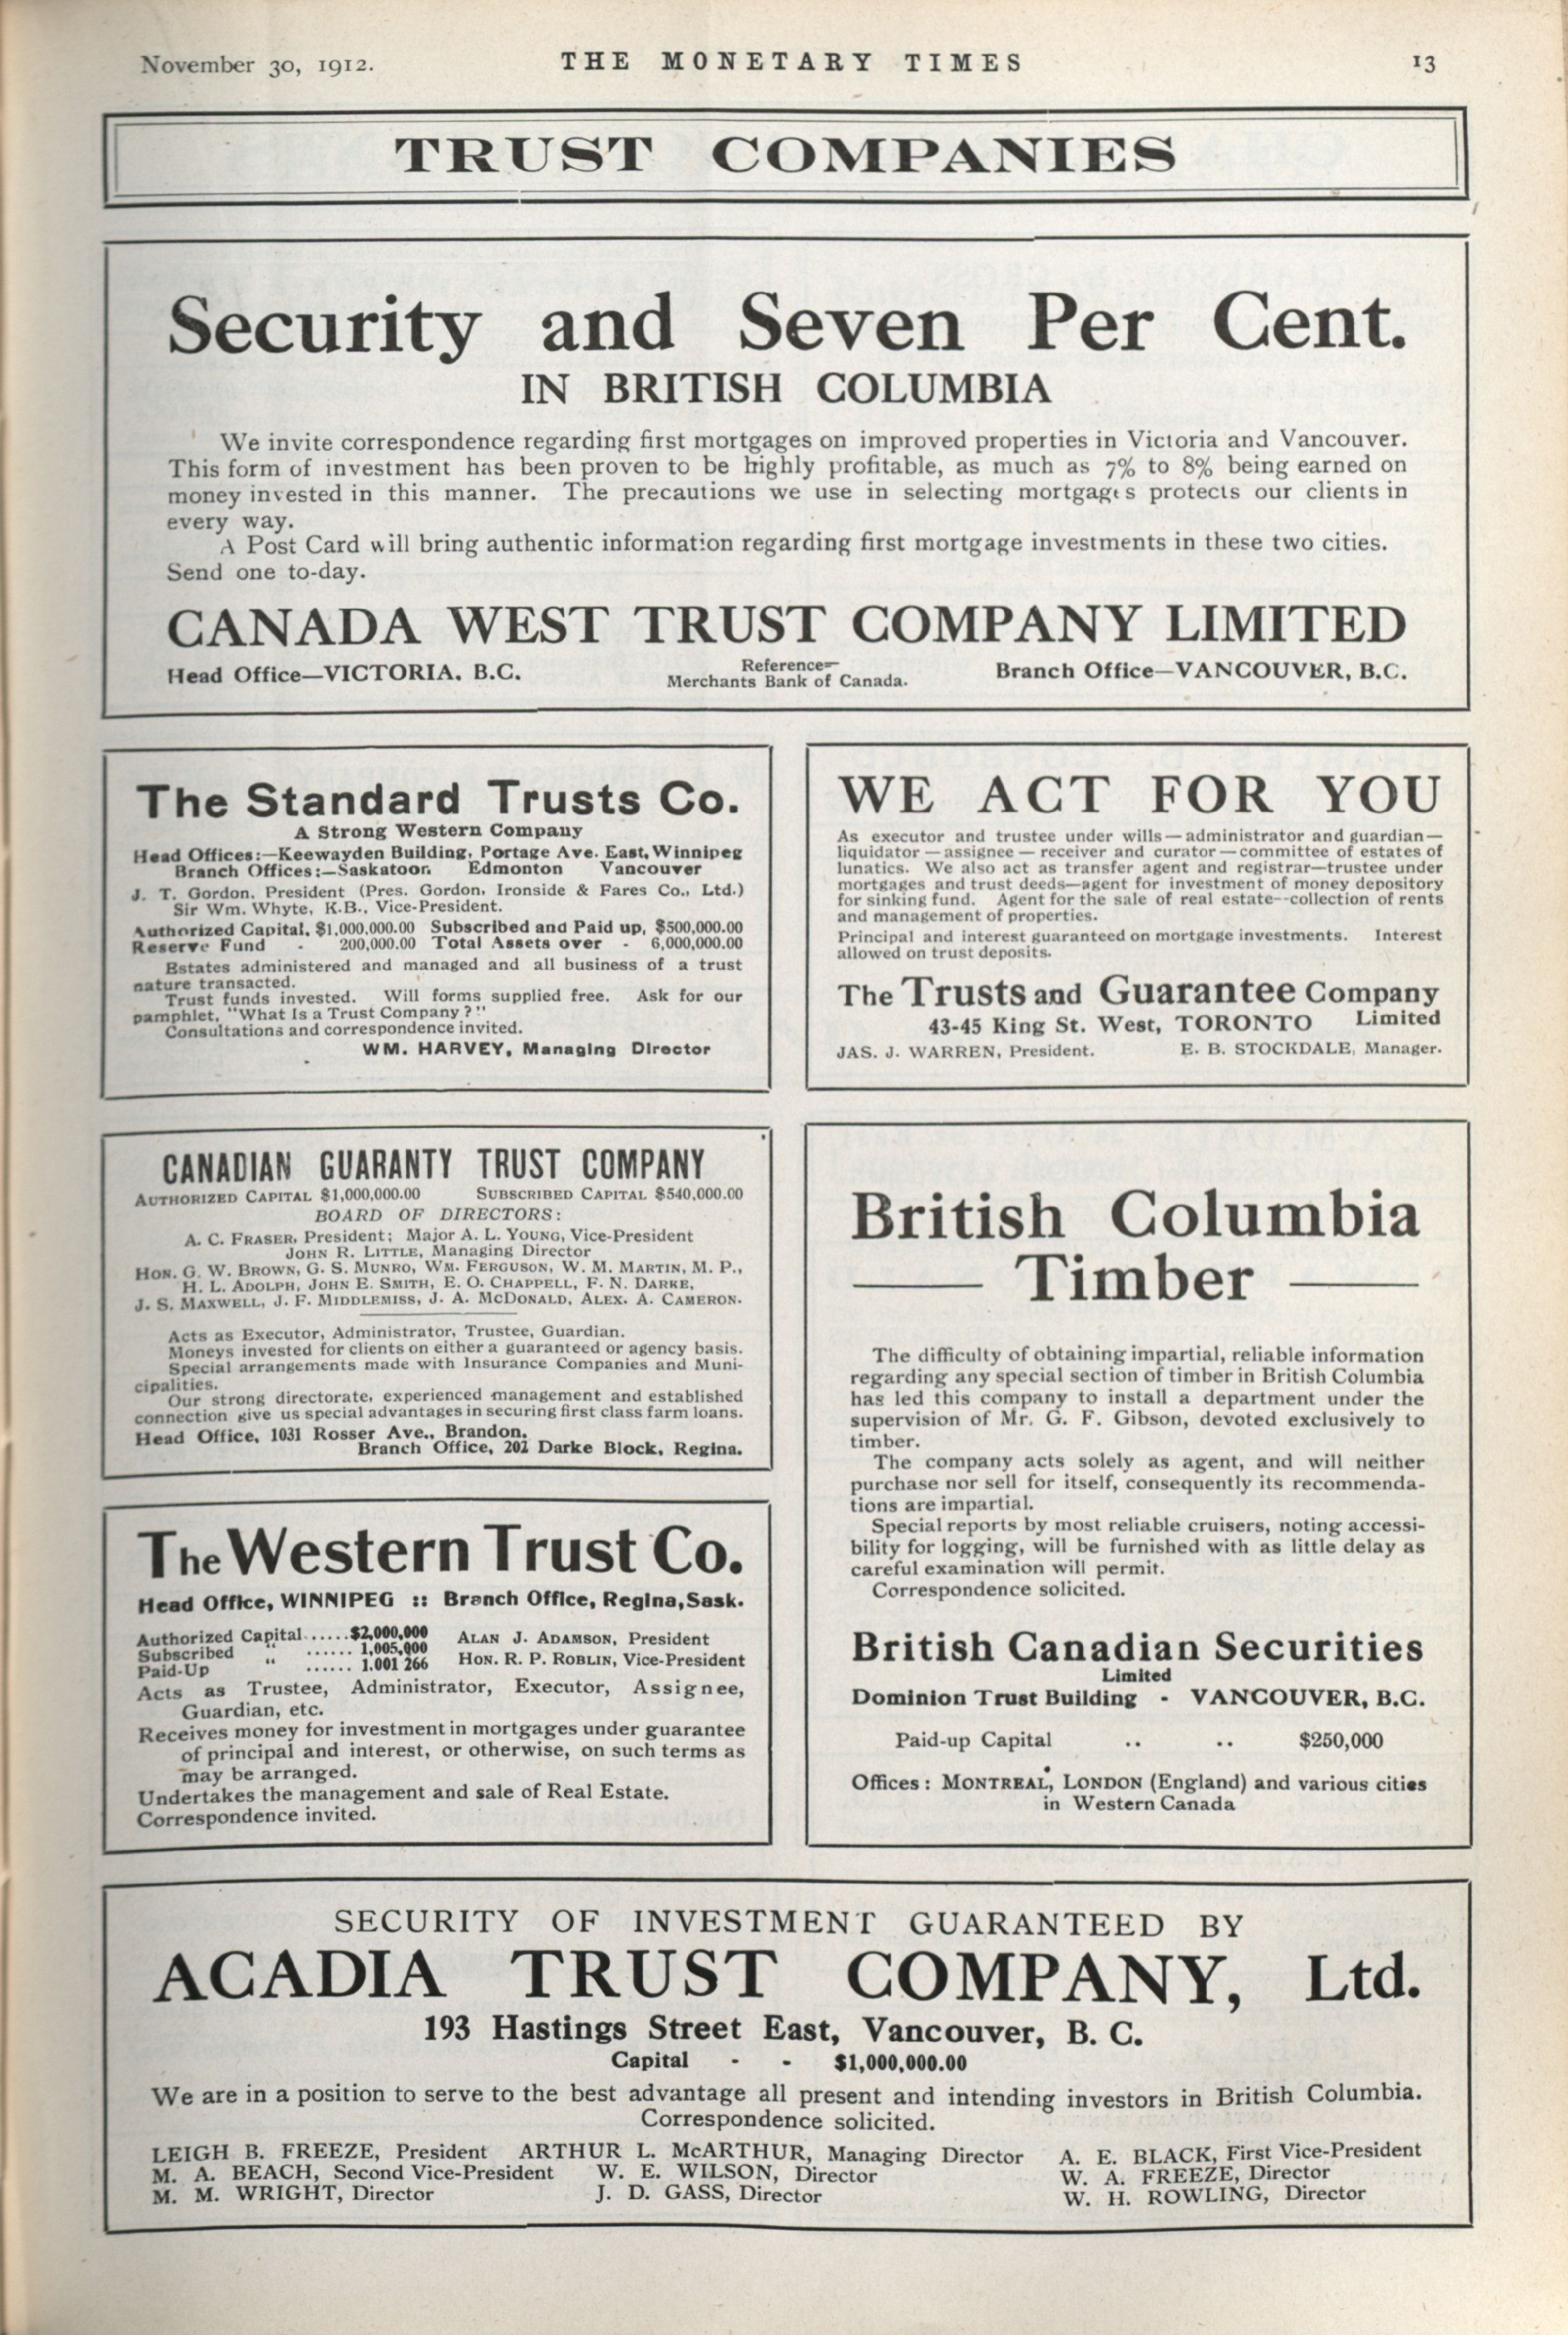 November 30, 1912.
THE MONETARY TIMES
13
TRUST COMPANIES
Security and Seven Per Cent.
IN BRITISH COLUMBIA
We invite correspondence regarding first mortgages on improved properties in Victoria and Vancouver.
This form of investment has been proven to be highly profitable, as much as 7% to 8% being earned on
money invested in this manner. The precautions we use in selecting mortgages protects our clients in
every way.
A Post Card will bring authentic information regarding first mortgage investments in these two cities.
Send one to-day.
CANADA WEST TRUST COMPANY LIMITED
Head Office—VICTORIA. B.C.
Reference—
Merchants Bank of Canada.
Branch Office—VANCOUVER, B.C.
The Standard Trusts Co.
A Strong Western Company
Head Offices:—Keewayden Building, Portage Ave. East, Winnipeg
Branch Offices:—Saskatoon Edmonton Vancouver
J. T. Gordon, President (Pres. Gordon, Ironside & Fares Co., Ltd.)
Sir Wm. Whyte, K.B., Vice-President.
Authorized Capital, $1,000,000.00 Subscribed and Paid up, $500,000.00
Reserve Fund - 200,000.00 Total Assets over - 6,000,000.00
Estates administered and managed and all business of a trust
nature transacted.
Trust funds invested. Will forms supplied free. Ask for our
pamphlet, "What Is a Trust Company?"
Consultations and correspondence invited.
WM. HARVEY, Managing Director
WE ACT FOR YOU
As executor and trustee under wills—administrator and guardian—
liquidator—assignee—receiver and curator—committee of estates of
lunatics. We also act as transfer agent and registrar—trustee under
mortgages and trust deeds—agent for investment of money depository
for sinking fund. Agent for the sale of real estate--collection of rents
and management of properties.
Principal and interest guaranteed on mortgage investments. Interest
allowed on trust deposits.
The Trusts and Guarantee Company
43-45 King St. West, TORONTO Limited
JAS. J. WARREN, President. E. B. STOCKDALE, Manager.
CANADIAN GUARANTY TRUST COMPANY
AUTHORIZED CAPITAL $1,000,000.00 SUBSCRIBED CAPITAL $540,000.00
BOARD OF DIRECTORS:
A. C. FRASER, President; Major A. L. YOUNG, Vice-President
JOHN R. LITTLE, Managing Director
HON. G. W. BROWN, G. S. MUNRO, WM. FERGUSON, W. M. MARTIN, M. P.,
H. L. ADOLPH, JOHN E. SMITH, E. O. CHAPPELL, F. N. DARKE,
J. S. MAXWELL, J. F. MIDDLEMISS, J. A. MCDONALD, ALEX. A. CAMERON.
Acts as Executor, Administrator, Trustee, Guardian.
Moneys invested for clients on either a guaranteed or agency basis.
Special arrangements made with Insurance Companies and Muni-
cipalities.
Our strong directorate, experienced management and established
connection give us special advantages in securing first class farm loans.
Head Office, 1031 Rosser Ave., Brandon.
Branch Office, 202 Darke Block, Regina.
The Western Trust Co.
Head Office, WINNIPEG :: Branch Office, Regina, Sask.
Authorized Capital ..... $2,000,000
Subscribed " ...... 1,005,000
Paid-Up " ...... 1.001 266
ALAN J. ADAMSON, President
HON. R. P. ROBLIN, Vice-President
Acts as Trustee, Administrator, Executor, Assignee,
Guardian, etc.
Receives money for investment in mortgages under guarantee
of principal and interest, or otherwise, on such terms as
may be arranged.
Undertakes the management and sale of Real Estate.
Correspondence invited.
British Columbia
Timber
The difficulty of obtaining impartial, reliable information
regarding any special section of timber in British Columbia
has led this company to install a department under the
supervision of Mr. G. F. Gibson, devoted exclusively to
timber.
The company acts solely as agent, and will neither
purchase nor sell for itself, consequently its recommenda-
tions are impartial.
Special reports by most reliable cruisers, noting accessi-
bility for logging, will be furnished with as little delay as
careful examination will permit.
Correspondence solicited.
British Canadian Securities
Limited
Dominion Trust Building - VANCOUVER, B.C.
Paid-up Capital .. .. $250,000
Offices: MONTREAL, LONDON (England) and various cities
in Western Canada
SECURITY OF INVESTMENT GUARANTEED BY
ACADIA TRUST COMPANY, Ltd.
193 Hastings Street East, Vancouver, B. C.
Capital - - $1,000,000.00
We are in a position to serve to the best advantage all present and intending investors in British Columbia.
Correspondence solicited.
LEIGH B. FREEZE, President ARTHUR L. McARTHUR, Managing Director A. E. BLACK, First Vice-President
M. A. BEACH, Second Vice-President W. E. WILSON, Director W. A. FREEZE, Director
M. M. WRIGHT, Director J. D. GASS, Director W. H. ROWLING, Director